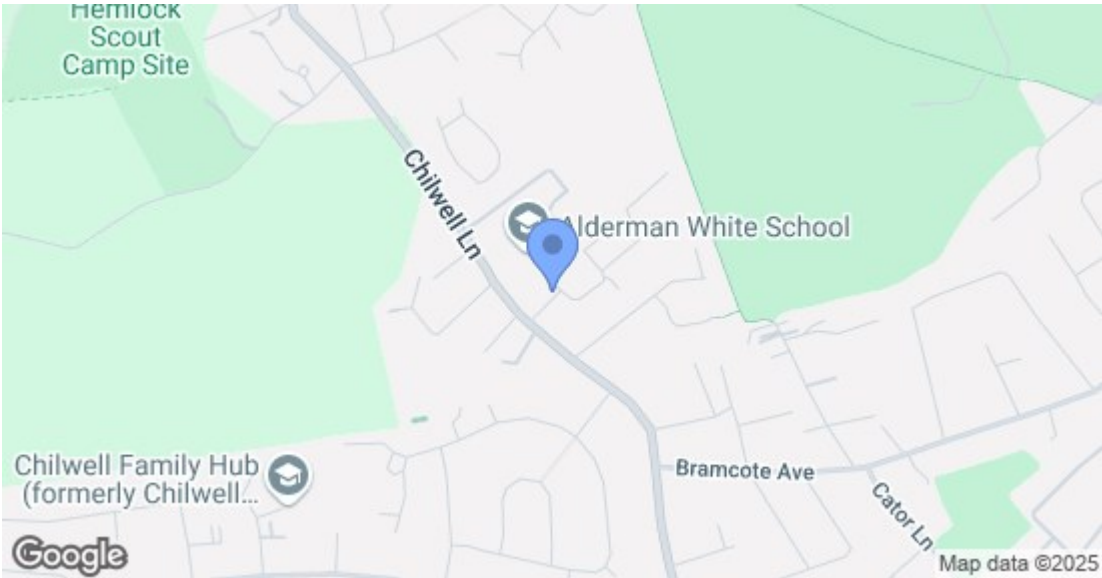 Hemlock
Scout
Camp Site
Chilwell Ln
Alderman White School
Chilwell Family Hub
(formerly Chilwell...
Bramcote Ave
Cator Ln
Google
Map data ©2025